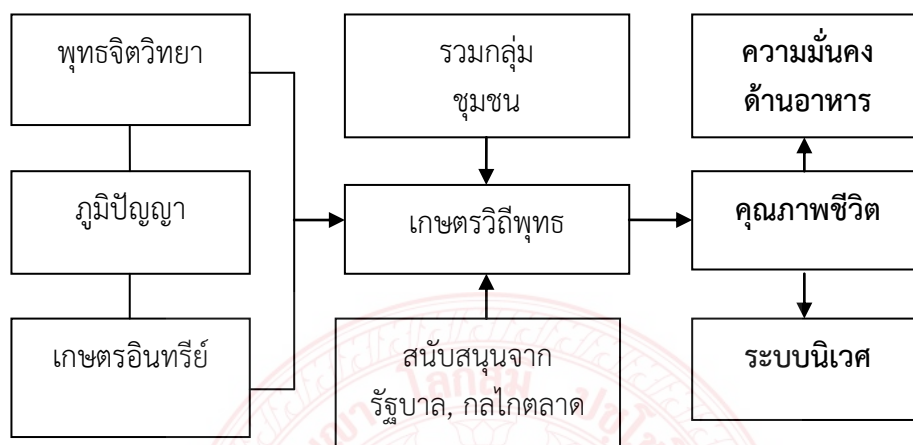 พุทธจิตวิทยา
รวมกลุ่ม
ชุมชน
ความมั่นคง
ด้านอาหาร
ภูมิปัญญา
เกษตรวิถีพุทธ
คุณภาพชีวิต
เกษตรอินทรีย์
สนับสนุนจาก
รัฐบาล, กลไกตลาด
ระบบนิเวศ